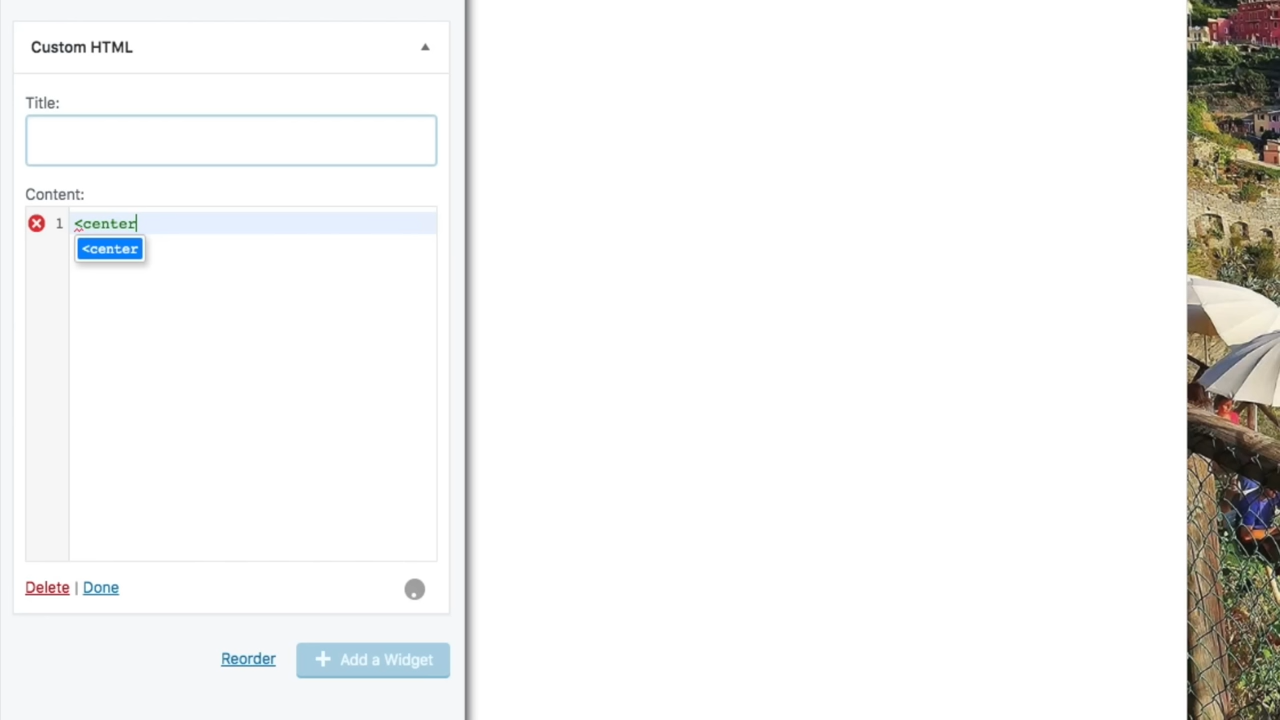 Custom HTML
Title:
Content:
1 <center
<center
Delete | Done
Reorder
Add a Widget